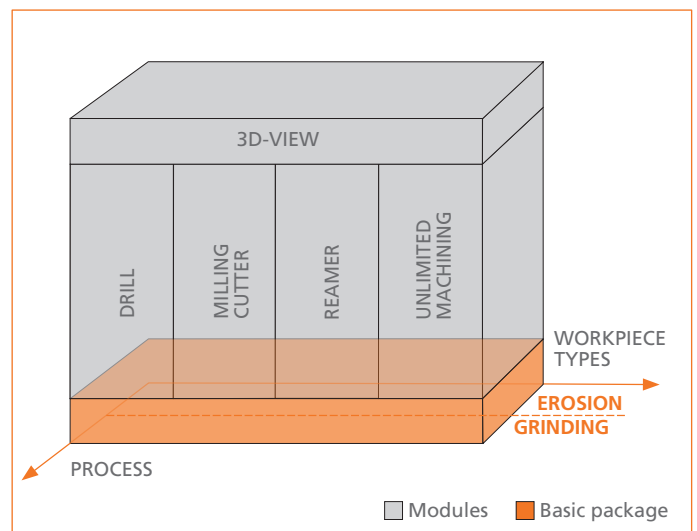 3D-VIEW
DRILL
MILLING
CUTTER
REAMER
UNLIMITED
MACHINING
WORKPIECE
TYPES
EROSION
GRINDING
PROCESS
Modules
Basic package